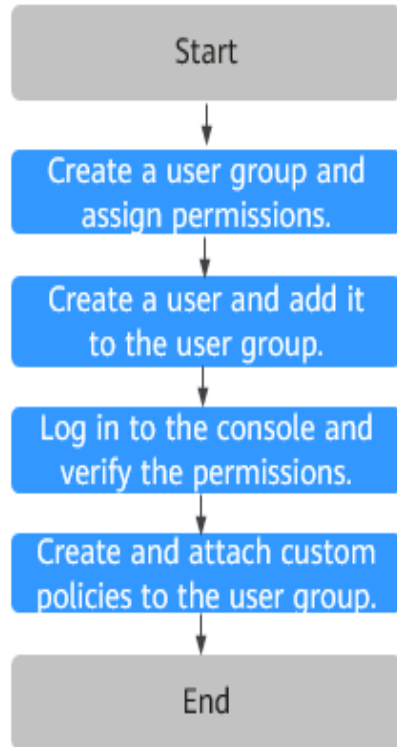 Start
Create a user group and
assign permissions.
Create a user and add it
to the user group.
Log in to the console and
verify the permissions.
Create and attach custom
policies to the user group.
End